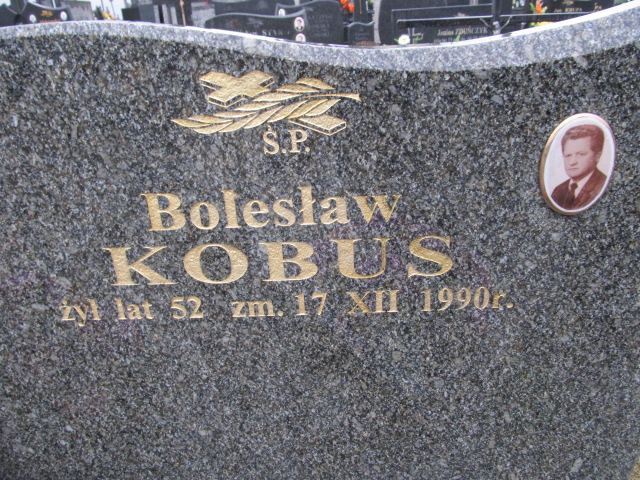 Ś.P.
Bolesław
KOBUS
żył lat 52 zm. 17 XII 1990r.